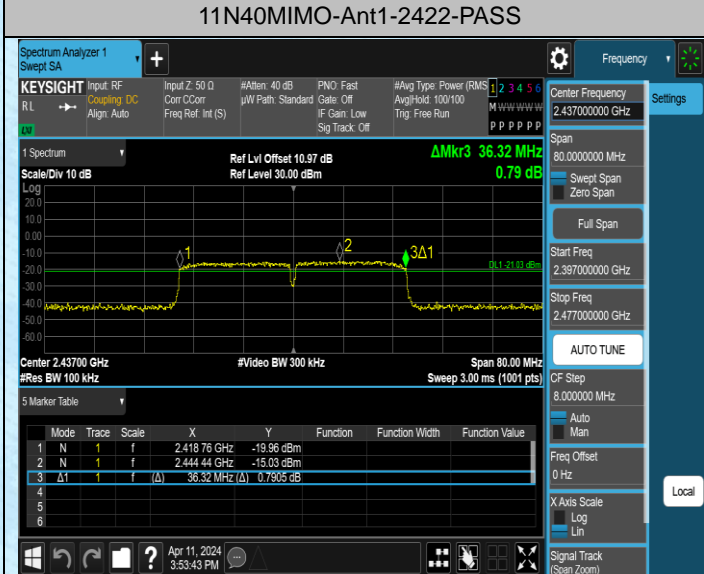 11N40MIMO-Ant1-2422-PASS
Spectrum Analyzer 1
Swept SA
Frequency
KEYSIGHT
RL
Input: RF
Coupling: DC
Align: Auto
Input Z: 50 Ω
Corr CCorr
Freq Ref: Int (S)
#Atten: 40 dB
µW Path: Standard
PNO: Fast
Gate: Off
IF Gain: Low
Sig Track: Off
#Avg Type: Power (RMS
Avg|Hold: 100/100
Trig: Free Run
1 2 3 4 5 6
M W W W W W
P P P P P P
LXI
Center Frequency
2.437000000 GHz
Settings
Span
80.0000000 MHz
Swept Span
Zero Span
Full Span
Start Freq
2.397000000 GHz
Stop Freq
2.477000000 GHz
AUTO TUNE
CF Step
8.000000 MHz
Auto
Man
Freq Offset
0 Hz
X Axis Scale
Log
Lin
Signal Track
(Span Zoom)
Local
1 Spectrum
Scale/Div 10 dB
Ref Lvl Offset 10.97 dB
Ref Level 30.00 dBm
ΔMkr3 36.32 MHz
0.79 dB
Log
20.0
10.0
0.00
-10.0
-20.0
-30.0
-40.0
-50.0
-60.0
1
2
3Δ1
DL1 -21.03 dBm
Center 2.43700 GHz
#Video BW 300 kHz
Span 80.00 MHz
#Res BW 100 kHz
Sweep 3.00 ms (1001 pts)
5 Marker Table
Mode Trace Scale X Y Function Function Width Function Value
1 N 1 f 2.418 76 GHz -19.96 dBm
2 N 1 f 2.444 44 GHz -15.03 dBm
3 Δ1 1 f (Δ) 36.32 MHz (Δ) 0.7905 dB
4
5
6
?
Apr 11, 2024
3:53:43 PM